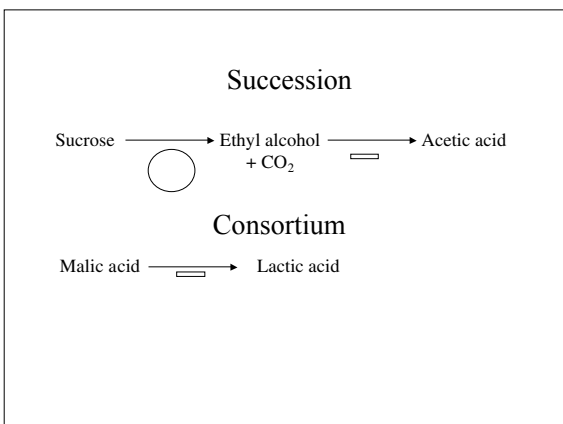 Succession
Sucrose Ethyl alcohol Acetic acid
+ CO₂
Consortium
Malic acid Lactic acid